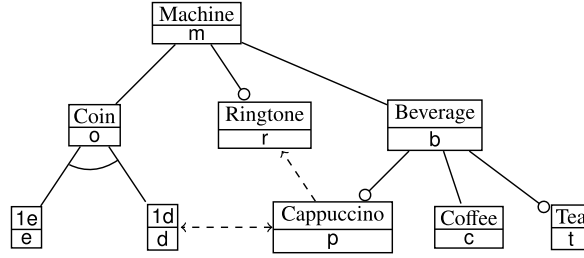 Machine
m
Coin
o
Ringtone
r
Beverage
b
1e
e
1d
d
Cappuccino
p
Coffee
c
Tea
t